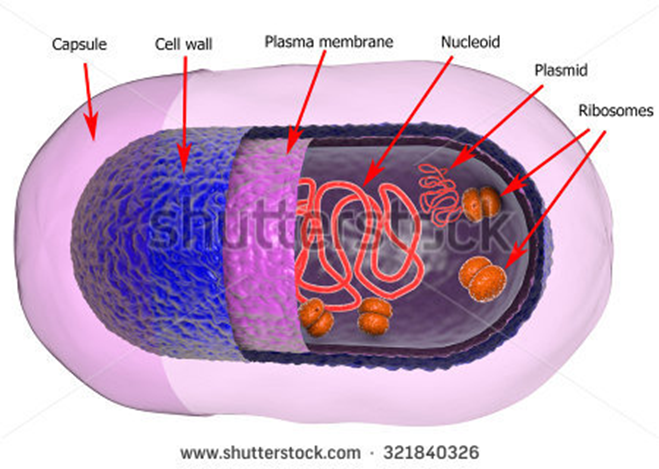 Capsule
Cell wall
Plasma membrane
Nucleoid
Plasmid
Ribosomes
shutterstock
www.shutterstock.com · 321840326